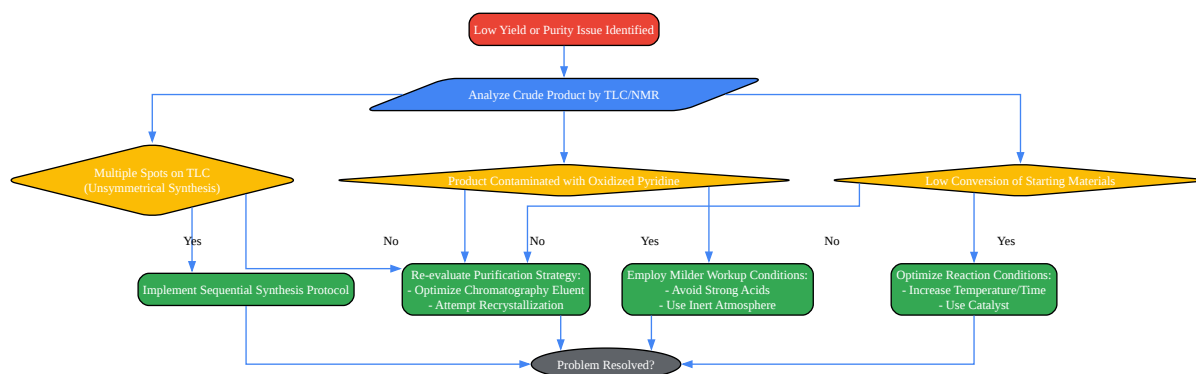 Low Yield or Purity Issue Identified
Analyze Crude Product by TLC/NMR
Multiple Spots on TLC
(Unsymmetrical Synthesis)
Product Contaminated with Oxidized Pyridine
Low Conversion of Starting Materials
Yes
No
No
Yes
No
Yes
Implement Sequential Synthesis Protocol
Re-evaluate Purification Strategy:
- Optimize Chromatography Eluent
- Attempt Recrystallization
Employ Milder Workup Conditions:
- Avoid Strong Acids
- Use Inert Atmosphere
Optimize Reaction Conditions:
- Increase Temperature/Time
- Use Catalyst
Problem Resolved?